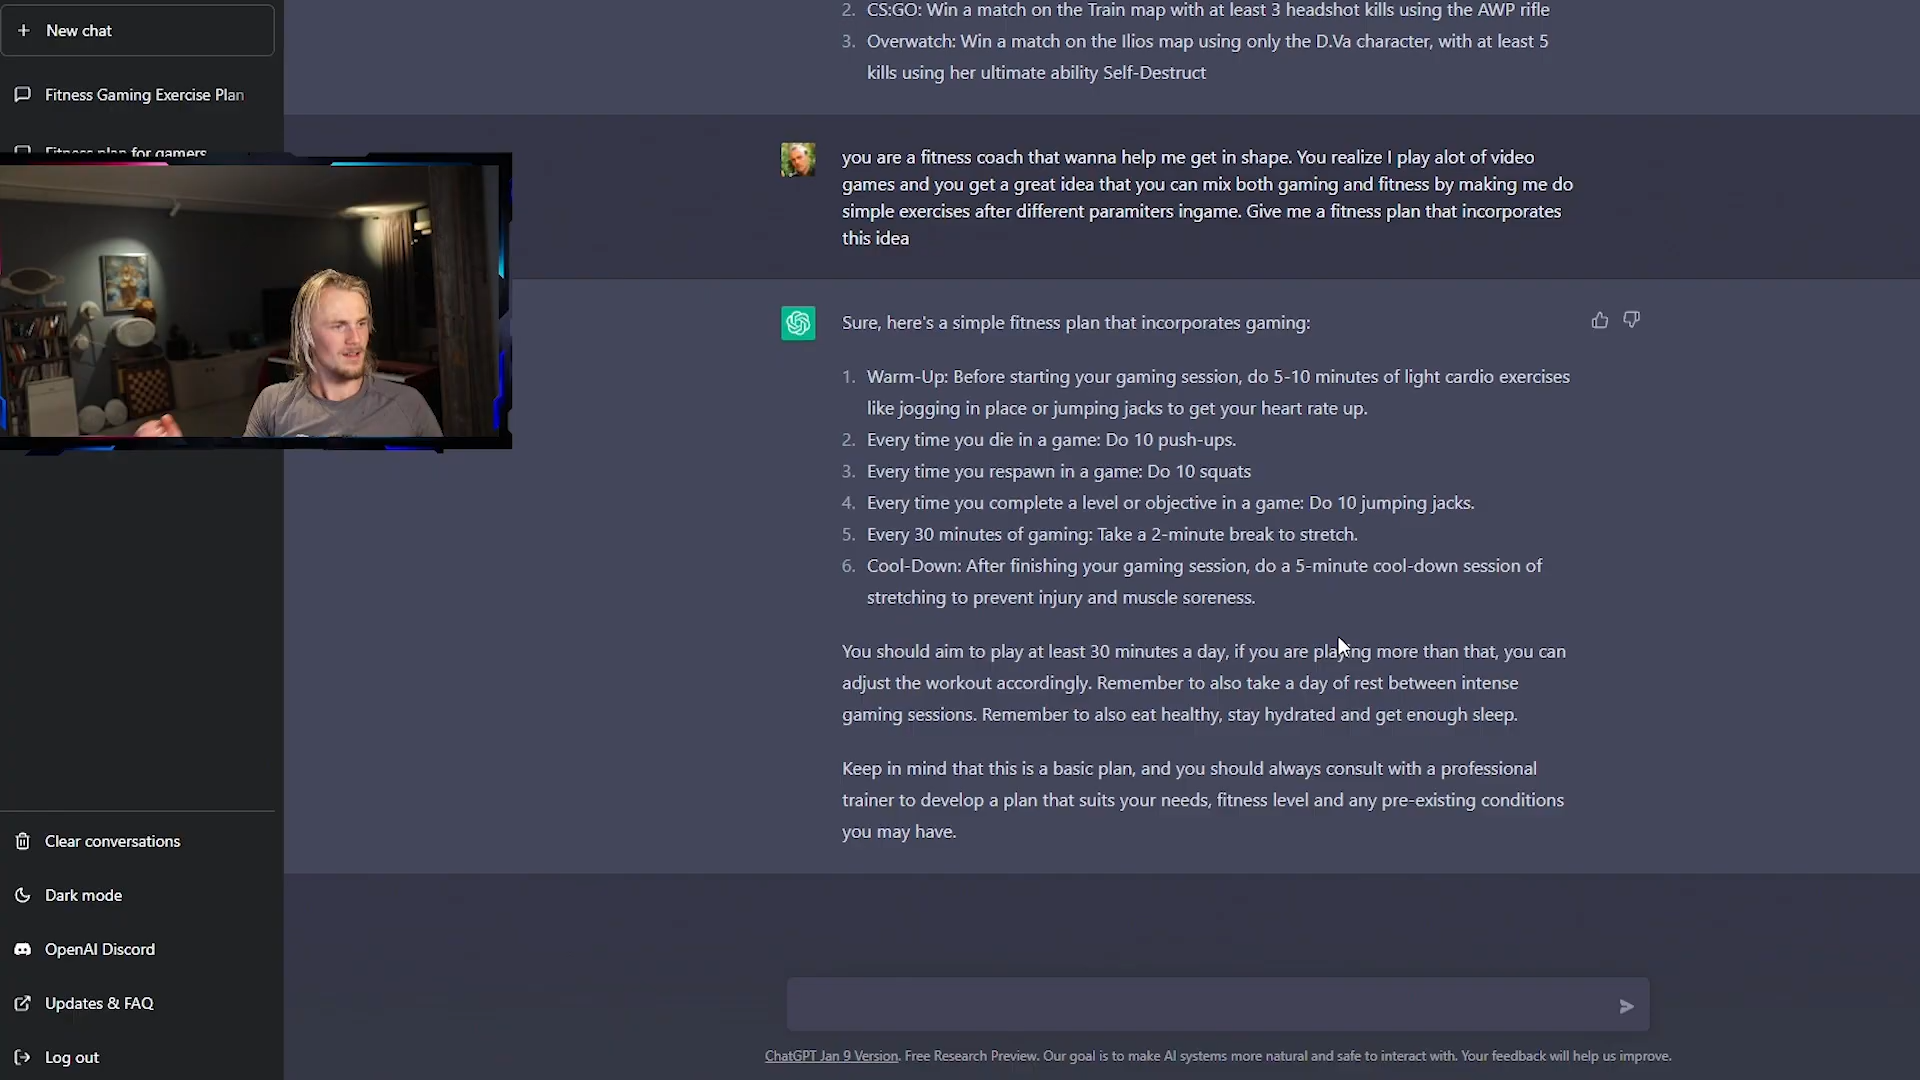 New chat
Fitness Gaming Exercise Plan
Fitness plan for gamers
Clear conversations
Dark mode
OpenAI Discord
Updates & FAQ
Log out
2. CS:GO: Win a match on the Train map with at least 3 headshot kills using the AWP rifle
3. Overwatch: Win a match on the Ilios map using only the D.Va character, with at least 5
kills using her ultimate ability Self-Destruct
you are a fitness coach that wanna help me get in shape. You realize I play alot of video
games and you get a great idea that you can mix both gaming and fitness by making me do
simple exercises after different paramiters ingame. Give me a fitness plan that incorporates
this idea
Sure, here's a simple fitness plan that incorporates gaming:
1. Warm-Up: Before starting your gaming session, do 5-10 minutes of light cardio exercises
like jogging in place or jumping jacks to get your heart rate up.
2. Every time you die in a game: Do 10 push-ups.
3. Every time you respawn in a game: Do 10 squats
4. Every time you complete a level or objective in a game: Do 10 jumping jacks.
5. Every 30 minutes of gaming: Take a 2-minute break to stretch.
6. Cool-Down: After finishing your gaming session, do a 5-minute cool-down session of
stretching to prevent injury and muscle soreness.
You should aim to play at least 30 minutes a day, if you are playing more than that, you can
adjust the workout accordingly. Remember to also take a day of rest between intense
gaming sessions. Remember to also eat healthy, stay hydrated and get enough sleep.
Keep in mind that this is a basic plan, and you should always consult with a professional
trainer to develop a plan that suits your needs, fitness level and any pre-existing conditions
you may have.
ChatGPT Jan 9 Version. Free Research Preview. Our goal is to make AI systems more natural and safe to interact with. Your feedback will help us improve.